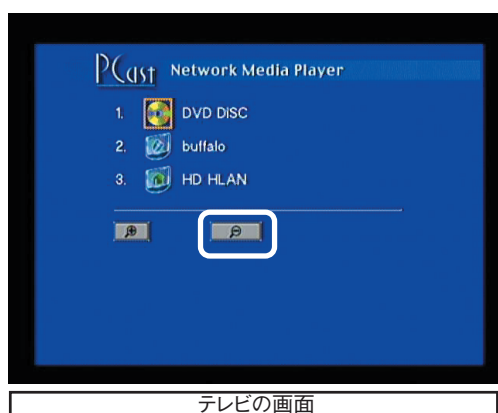 PCast Network Media Player
1. DVD DISC
2. buffalo
3. HD HLAN
テレビの画面